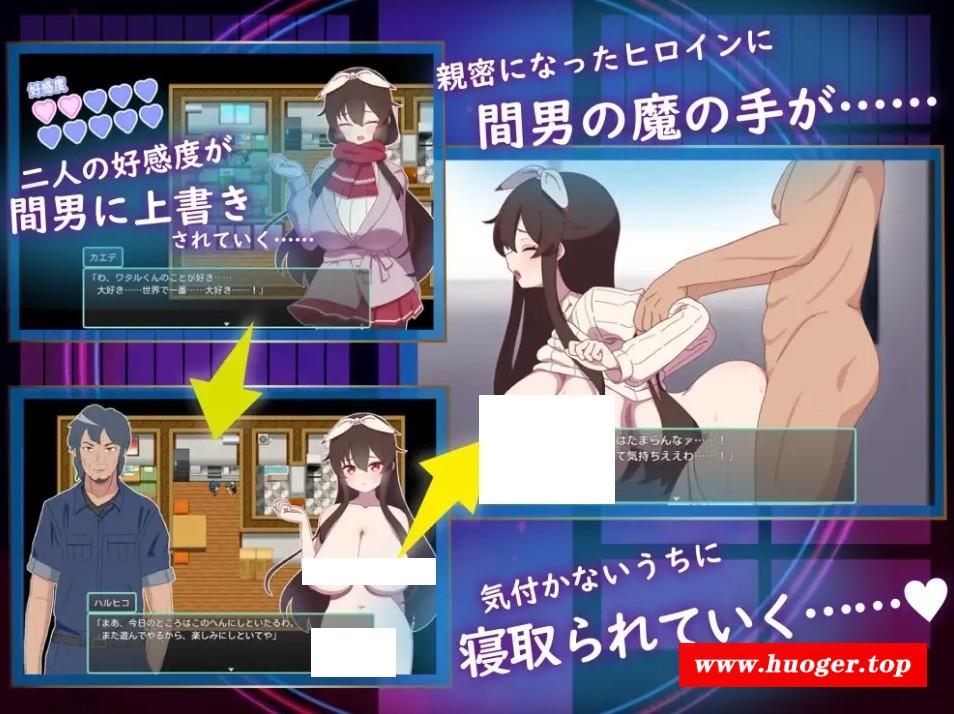 親密になったヒロインに
間男の魔の手が……
好感度
二人の好感度が
間男に上書き
されていく……
カエデ
「わ、ワタルくんのことが好き……
大好き……世界で一番……大好き……！」
はたまらんなァ……！
て気持ちええわ……！」
ハルヒコ
「まあ、今日のところはこのへんにしといたるわ、
また遊んでやるから、楽しみにしといてや」
気付かないうちに
寝取られていく……♥
www.huoger.top